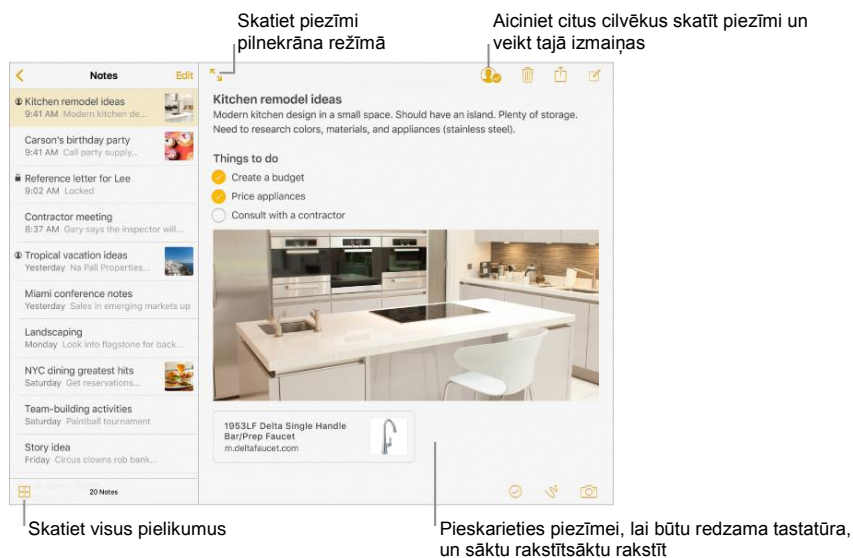 Skatiet piezīmi
pilnekrāna režīmā
Aiciniet citus cilvēkus skatīt piezīmi un
veikt tajā izmaiņas
Notes
Edit
Kitchen remodel ideas
9:41 AM Modern kitchen de...
Carson's birthday party
9:41 AM Call party supply...
Reference letter for Lee
9:02 AM Locked
Contractor meeting
8:37 AM Gary says the inspector will...
Tropical vacation ideas
Yesterday Na Pali Properties...
Miami conference notes
Yesterday Sales in emerging markets up
Landscaping
Monday Look into flagstone for back...
NYC dining greatest hits
Saturday Get reservations...
Team-building activities
Saturday Paintball tournament
Story idea
Friday Circus clowns rob bank...
20 Notes
Kitchen remodel ideas
Modern kitchen design in a small space. Should have an island. Plenty of storage.
Need to research colors, materials, and appliances (stainless steel).
Things to do
Create a budget
Price appliances
Consult with a contractor
1953LF Delta Single Handle
Bar/Prep Faucet
m.deltafaucet.com
Skatiet visus pielikumus
Pieskarieties piezīmei, lai būtu redzama tastatūra,
un sāktu rakstītsāktu rakstīt